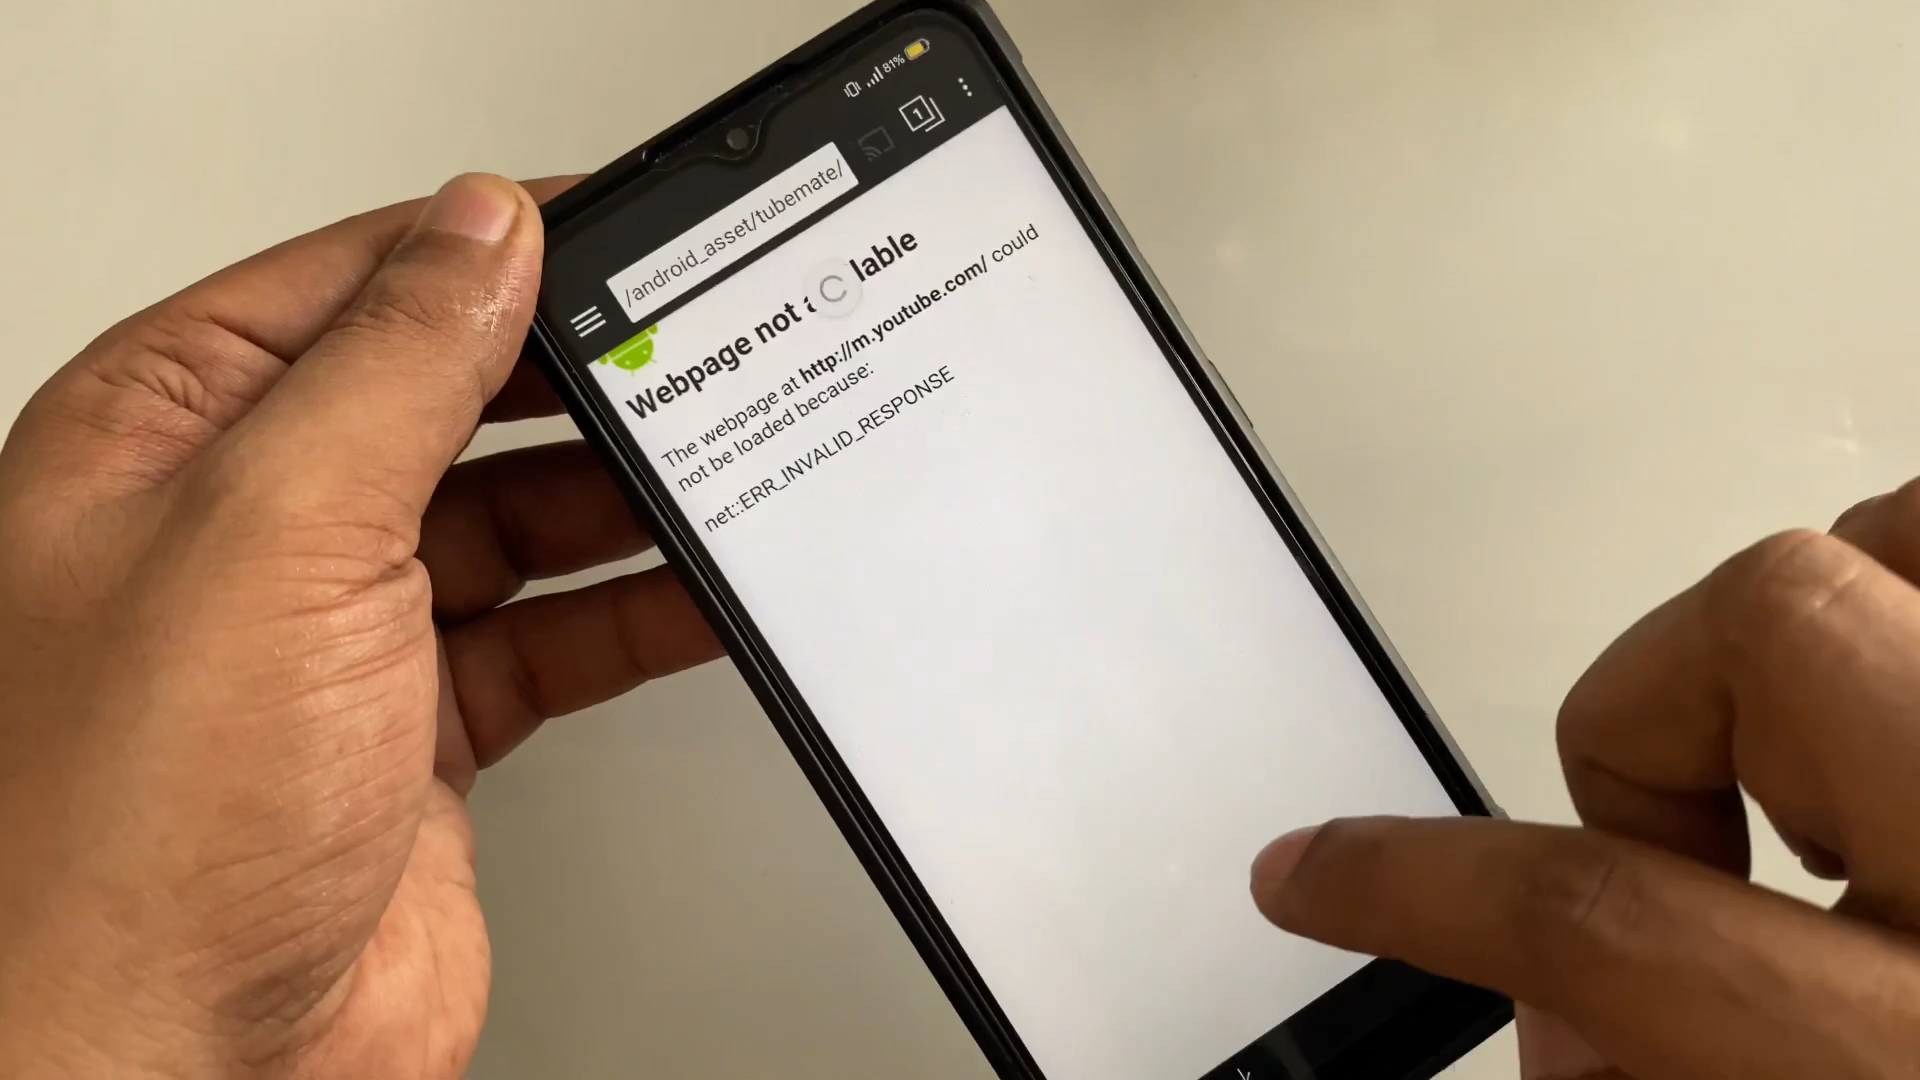 81%
1
/android_asset/tubemate/
Webpage not a lable
The webpage at http://m.youtube.com/ could
not be loaded because:
net::ERR_INVALID_RESPONSE